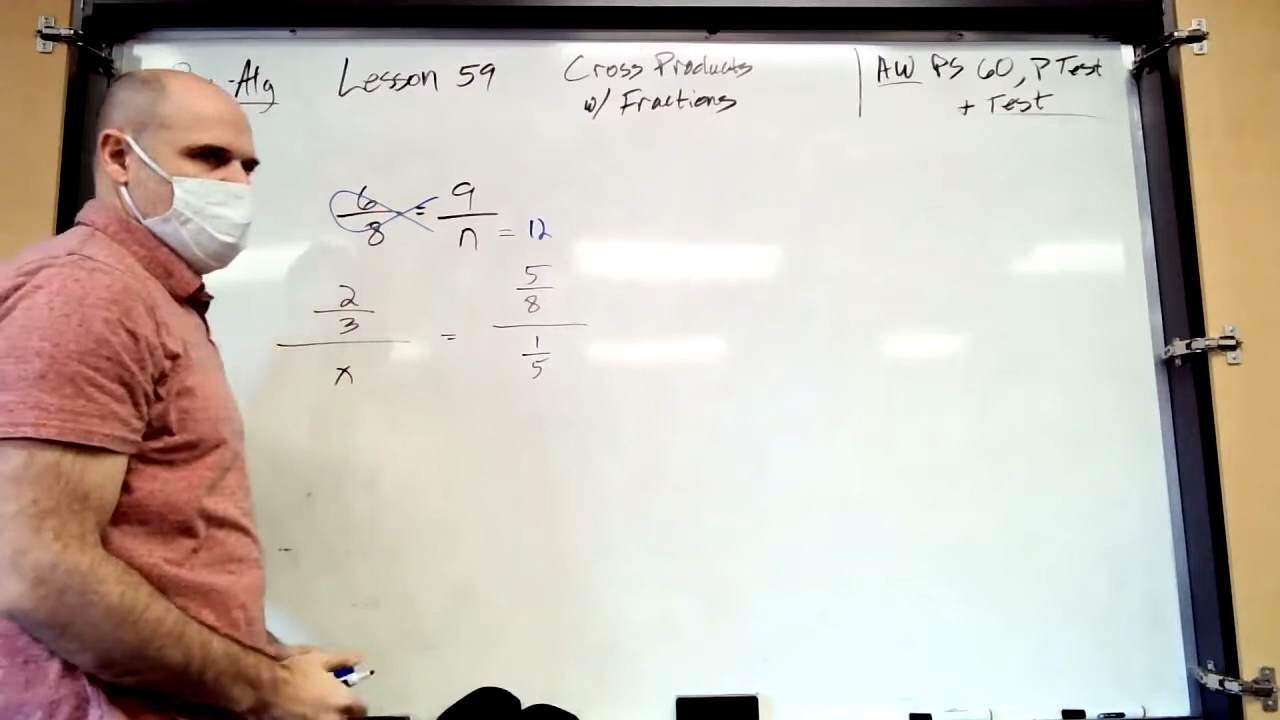 -Alg Lesson 59 Cross Products AW PS 60, P Test
w/ Fractions + Test
6/8 = 9/n = 12
2/3 / x = 5/8 / 1/5